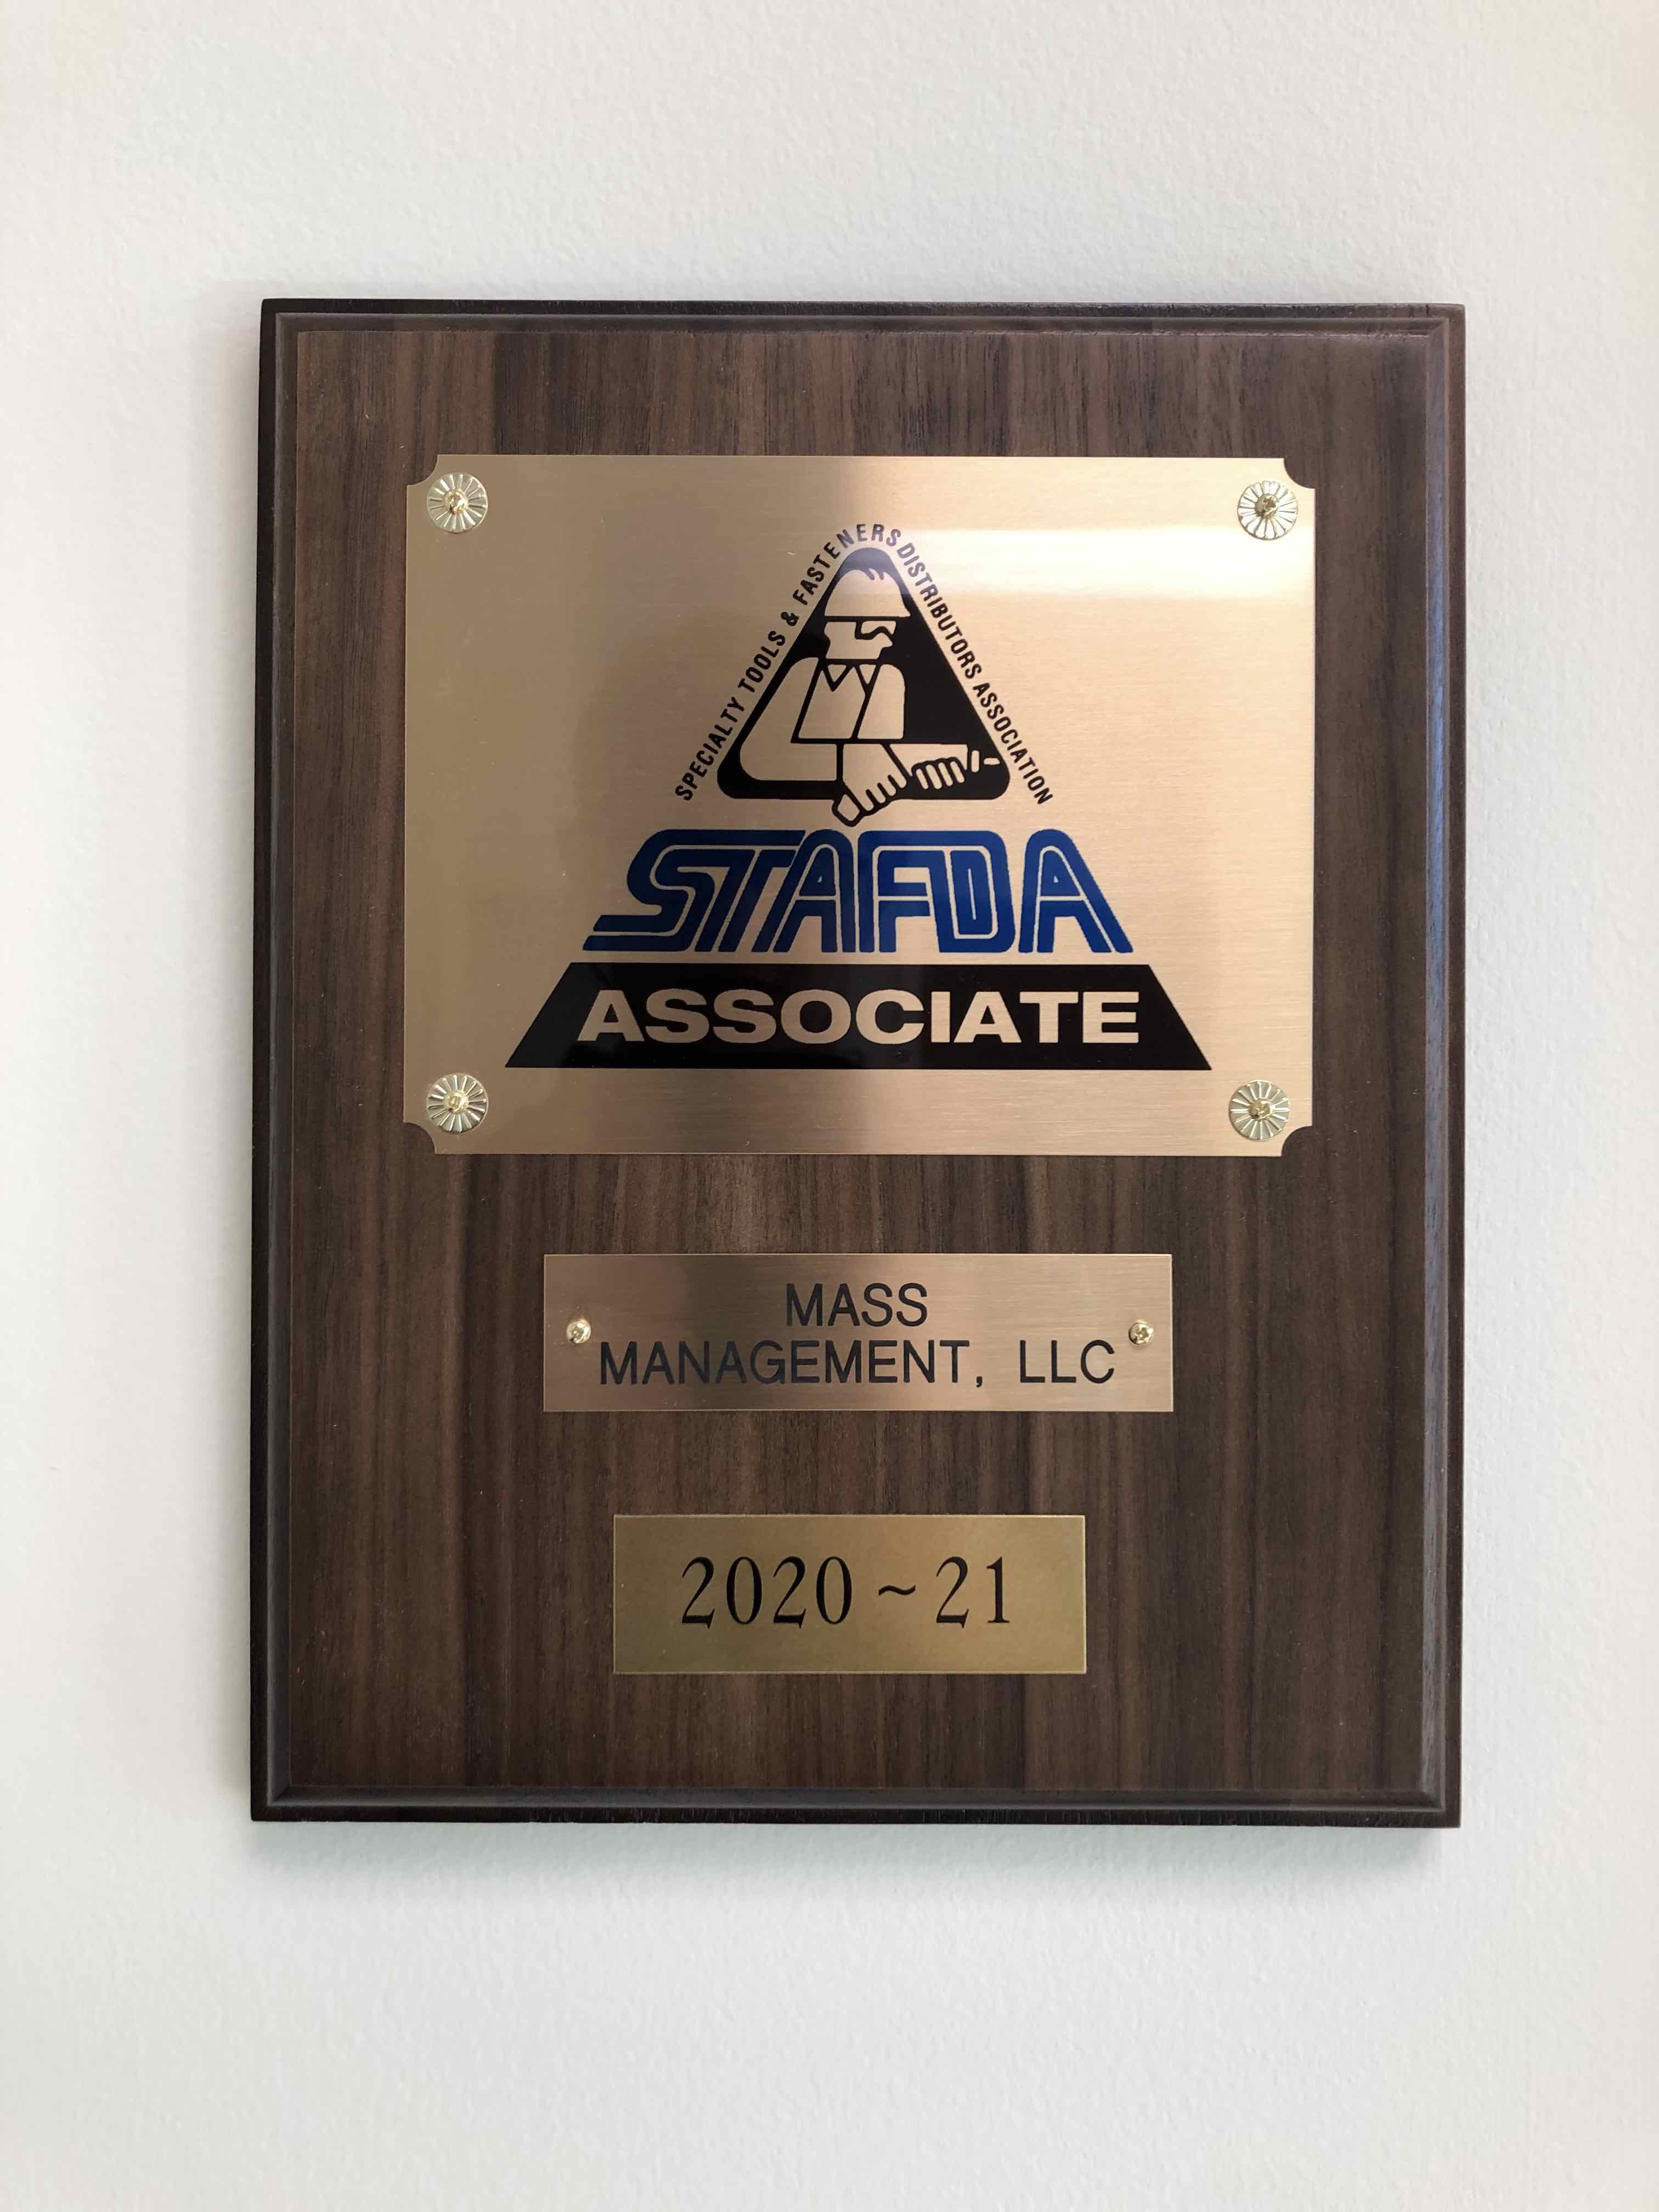 SPECIALTY TOOLS & FASTENERS DISTRIBUTORS ASSOCIATION
STAFDA
ASSOCIATE
MASS
MANAGEMENT, LLC
2020 ~ 21